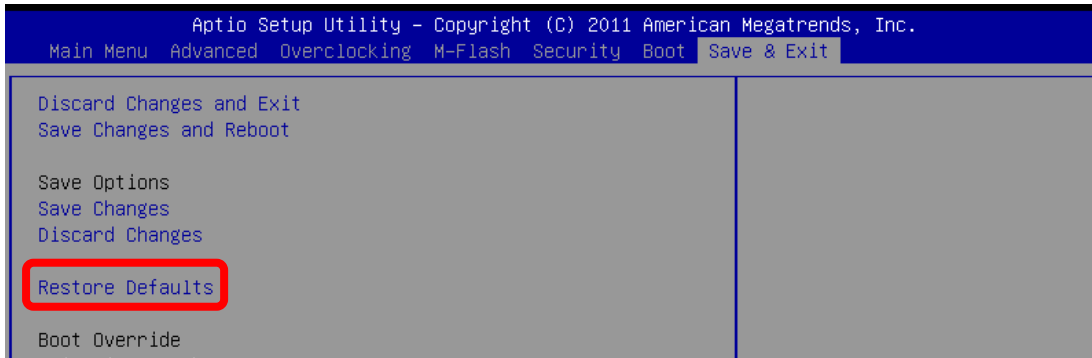 Aptio Setup Utility – Copyright (C) 2011 American Megatrends, Inc.
Main Menu Advanced Overclocking M-Flash Security Boot Save & Exit
Discard Changes and Exit
Save Changes and Reboot
Save Options
Save Changes
Discard Changes
Restore Defaults
Boot Override